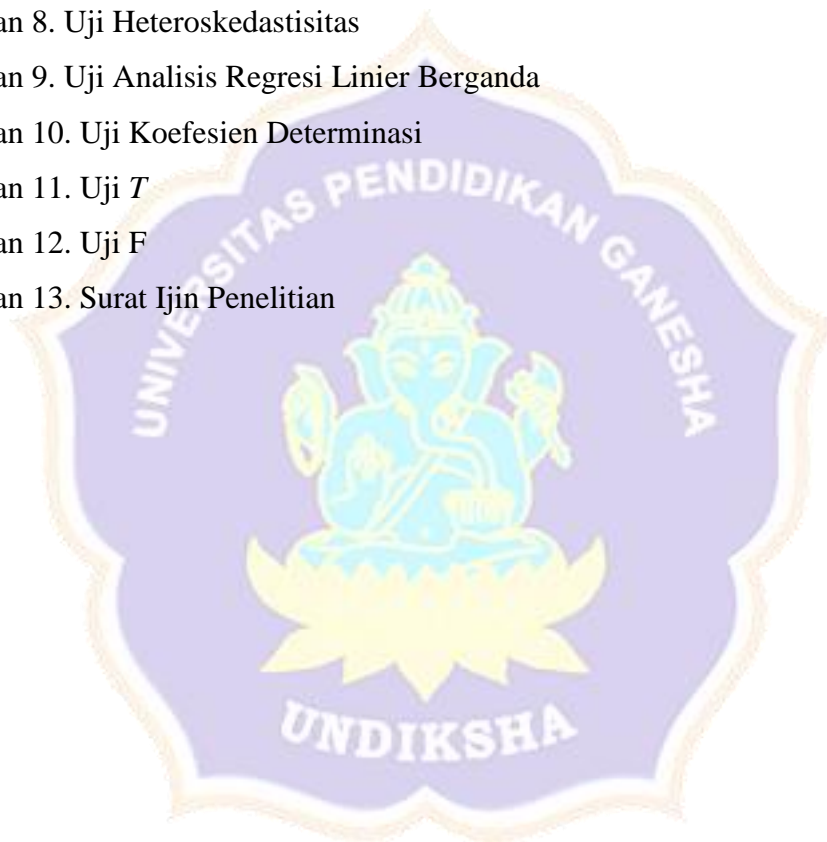 an 8. Uji Heteroskedastisitas
an 9. Uji Analisis Regresi Linier Berganda
an 10. Uji Koefesien Determinasi
an 11. Uji T
an 12. Uji F
an 13. Surat Ijin Penelitian
UNIVERSITAS PENDIDIKAN GANESHA
UNDIKSHA